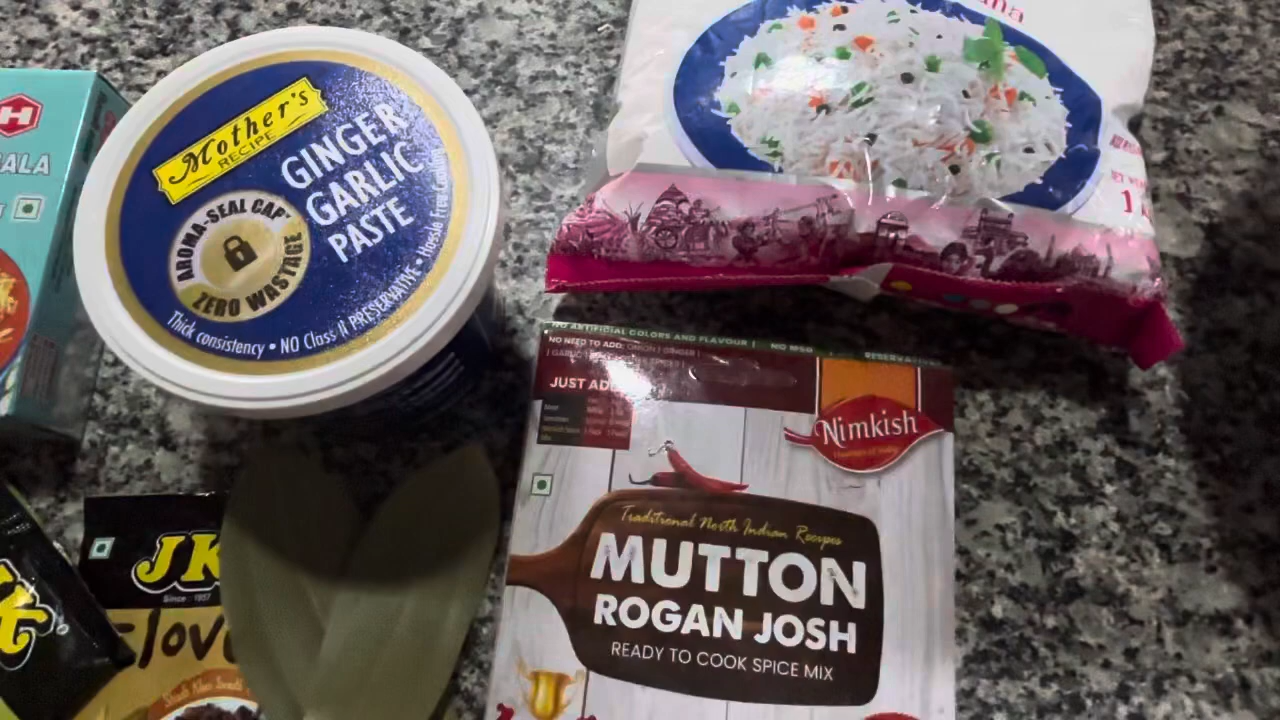 H
ALA
Mother's
RECIPE
GINGER
GARLIC
PASTE
AROMA-SEAL CAP
ZERO WASTAGE
Thick consistency • NO Class II PRESERVATIVE • Hassle Free
1
NO ARTIFICIAL COLORS AND FLAVOUR | NO MSG
NO NEED TO ADD: ONION | GINGER |
JUST ADD
Nimkish
Traditional North Indian Recipes
MUTTON
ROGAN JOSH
READY TO COOK SPICE MIX
JK
Since : 1957
Clove